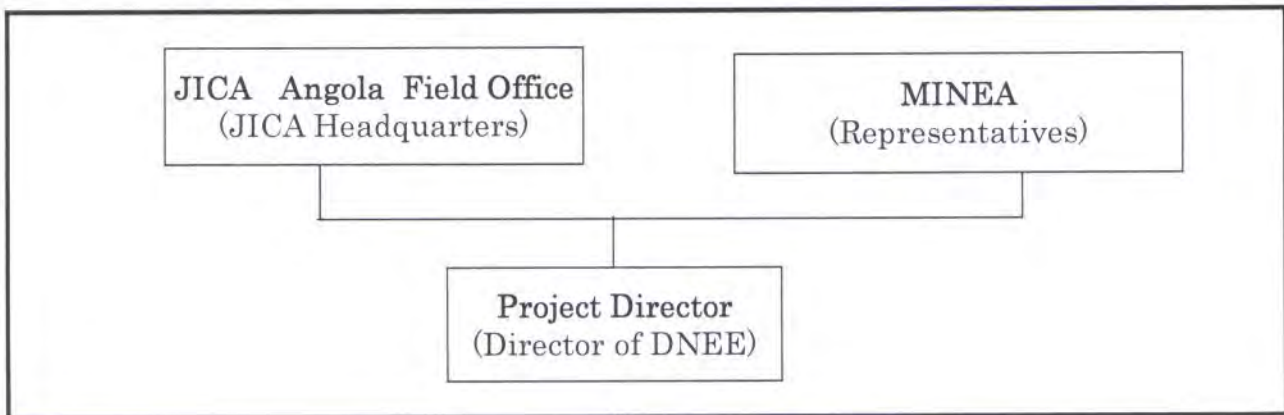 JICA Angola Field Office
(JICA Headquarters)
MINEA
(Representatives)
Project Director
(Director of DNEE)